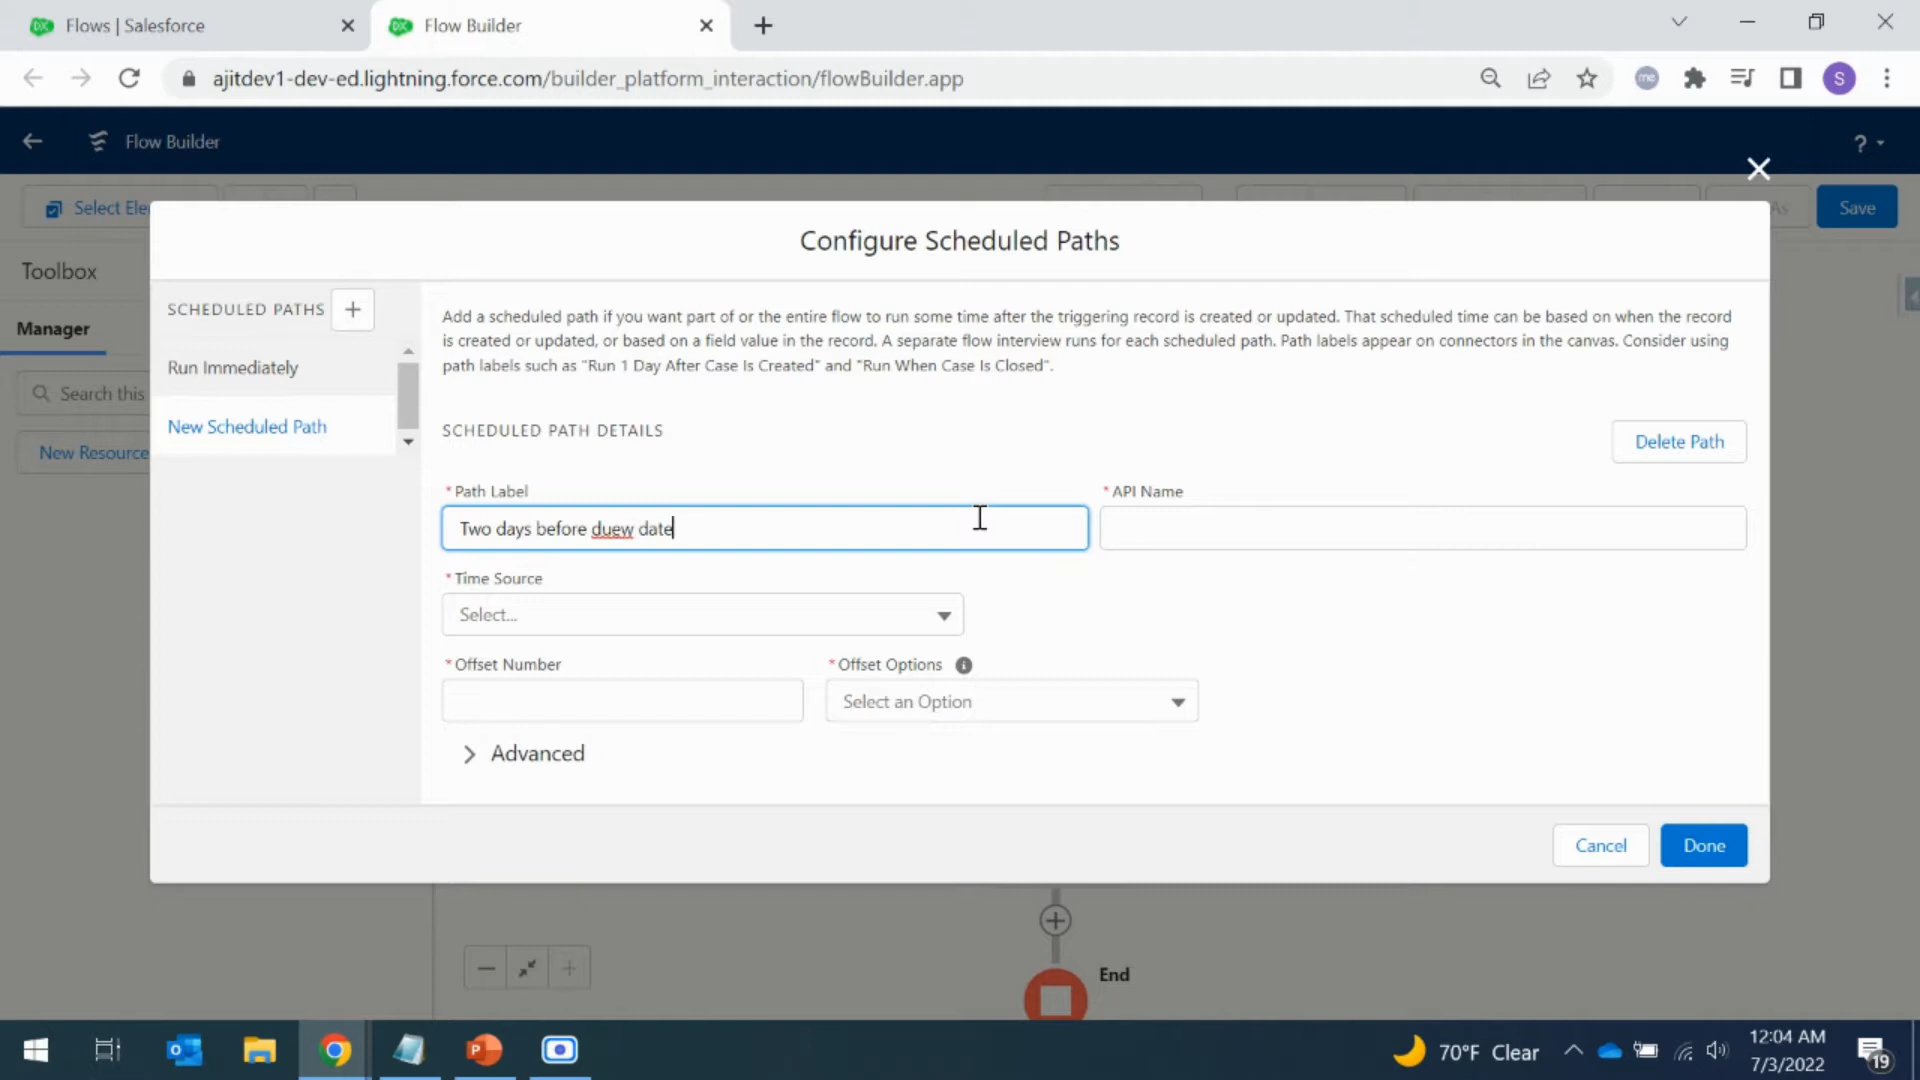 Flows | Salesforce
Flow Builder
ajitdev1-dev-ed.lightning.force.com/builder_platform_interaction/flowBuilder.app
me
S
Flow Builder
?
Select Ele
As
Save
Toolbox
Manager
Search this
New Resource
Configure Scheduled Paths
SCHEDULED PATHS
Run Immediately
New Scheduled Path
Add a scheduled path if you want part of or the entire flow to run some time after the triggering record is created or updated. That scheduled time can be based on when the record
is created or updated, or based on a field value in the record. A separate flow interview runs for each scheduled path. Path labels appear on connectors in the canvas. Consider using
path labels such as "Run 1 Day After Case Is Created" and "Run When Case Is Closed".
SCHEDULED PATH DETAILS
Delete Path
* Path Label
* API Name
Two days before duew date
* Time Source
Select...
* Offset Number
* Offset Options
Select an Option
Advanced
Cancel
Done
End
70°F Clear
12:04 AM
7/3/2022
19